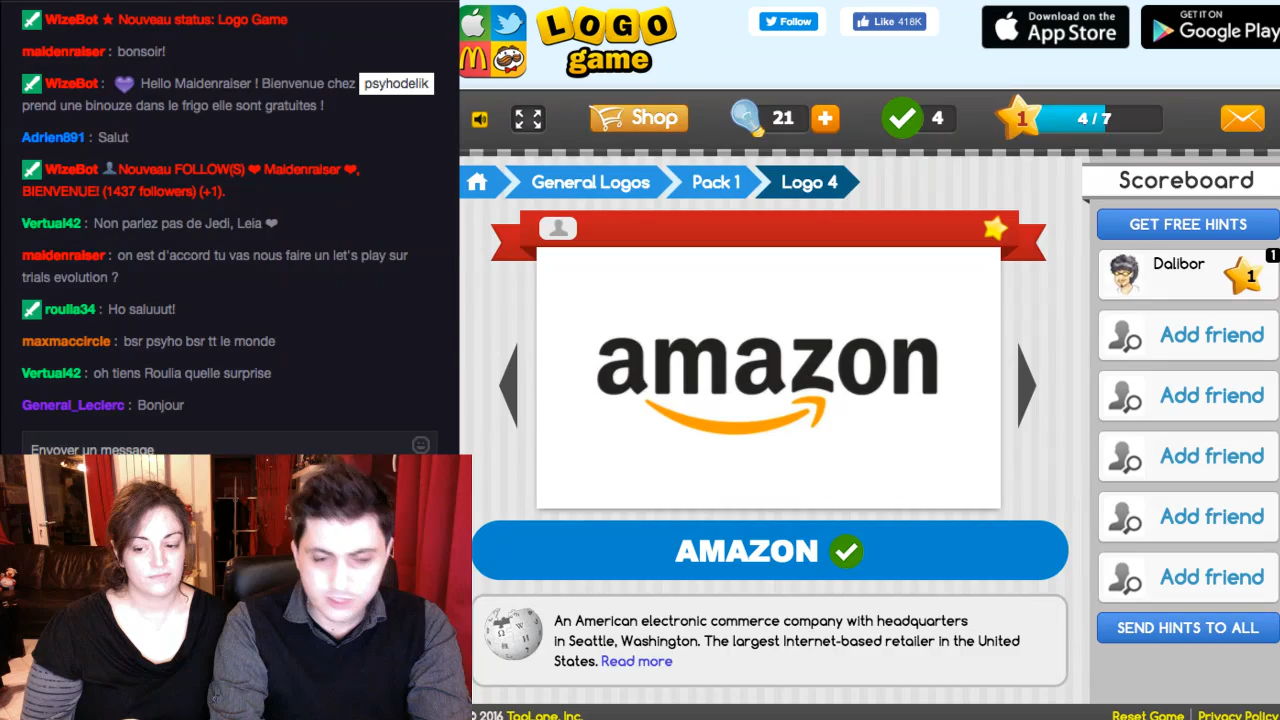 WizeBot ★ Nouveau status: Logo Game
maidenraiser : bonsoir!
WizeBot : Hello Maidenraiser ! Bienvenue chez psyhodelik
prend une binouze dans le frigo elle sont gratuites !
Adrien891 : Salut
WizeBot Nouveau FOLLOW(S) ❤ Maidenraiser ❤,
BIENVENUE! (1437 followers) (+1).
Vertual42 : Non parlez pas de Jedi, Leia ❤
maidenraiser : on est d'accord tu vas nous faire un let's play sur
trials evolution ?
roulla34 : Ho saluuut!
maxmaccircle : bsr psyho bsr tt le monde
Vertual42 : oh tiens Roulia quelle surprise
General_Leclerc : Bonjour
Envoyer un message
LOGO
game
Follow
Like 418K
Download on the
App Store
GET IT ON
Google Play
Shop
21
4
1
4 / 7
General Logos
Pack 1
Logo 4
amazon
AMAZON
An American electronic commerce company with headquarters
in Seattle, Washington. The largest Internet-based retailer in the United
States. Read more
Scoreboard
GET FREE HINTS
Dalibor
1
1
Add friend
Add friend
Add friend
Add friend
Add friend
SEND HINTS TO ALL
© 2016 TapLane, Inc.
Reset Game | Privacy Policy